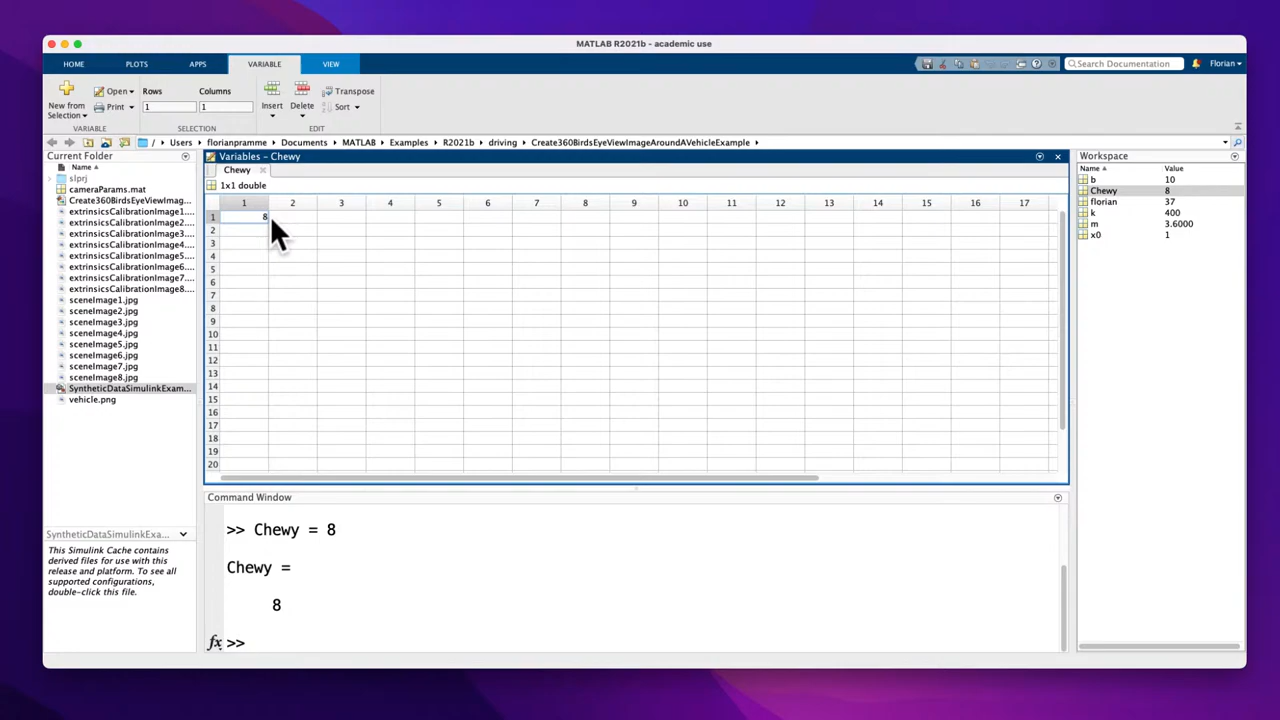 MATLAB R2021b - academic use
HOME PLOTS APPS VARIABLE VIEW Search Documentation Florian
New from
Selection
Open
Print
Rows
1
Columns
1
Insert
Delete
Transpose
Sort
VARIABLE SELECTION EDIT
/ Users florianpramme Documents MATLAB Examples R2021b driving Create360BirdsEyeViewImageAroundAVehicleExample
Current Folder
Name
slprj
cameraParams.mat
Create360BirdsEyeViewImag...
extrinsicsCalibrationImage1....
extrinsicsCalibrationImage2....
extrinsicsCalibrationImage3....
extrinsicsCalibrationImage4....
extrinsicsCalibrationImage5....
extrinsicsCalibrationImage6....
extrinsicsCalibrationImage7....
extrinsicsCalibrationImage8....
sceneImage1.jpg
sceneImage2.jpg
sceneImage3.jpg
sceneImage4.jpg
sceneImage5.jpg
sceneImage6.jpg
sceneImage7.jpg
sceneImage8.jpg
SyntheticDataSimulinkExam...
vehicle.png
SyntheticDataSimulinkExa...
This Simulink Cache contains
derived files for use with this
release and platform. To see all
supported configurations,
double-click this file.
Variables - Chewy
Chewy
1x1 double
1 2 3 4 5 6 7 8 9 10 11 12 13 14 15 16 17
1 8
2
3
4
5
6
7
8
9
10
11
12
13
14
15
16
17
18
19
20
Command Window
>> Chewy = 8
Chewy =
8
fx >>
Workspace
Name Value
b 10
Chewy 8
florian 37
k 400
m 3.6000
x0 1